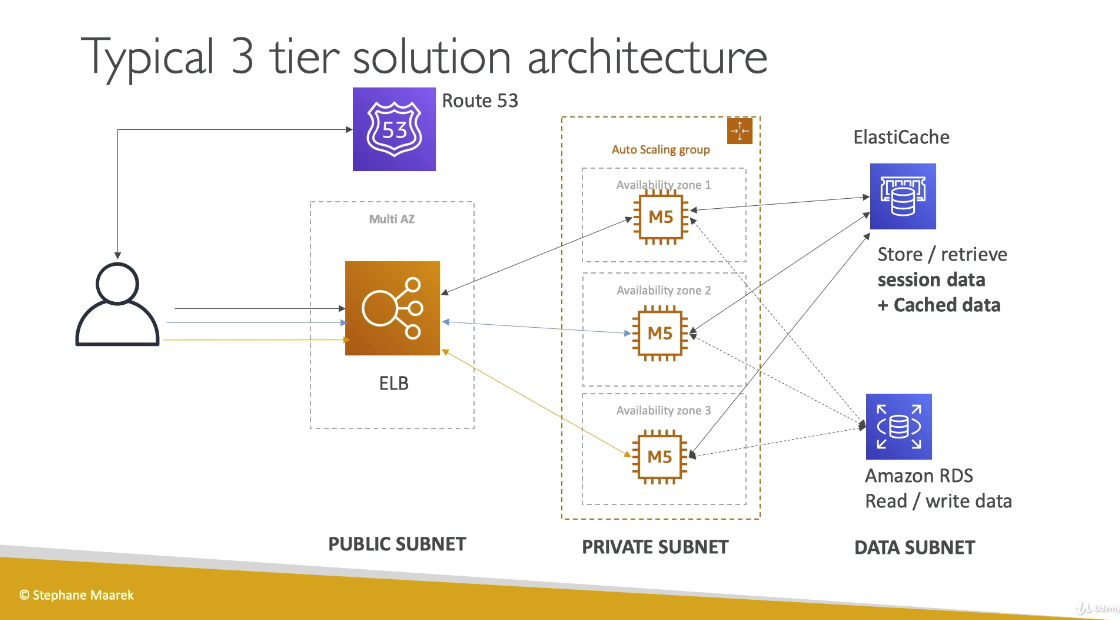 Typical 3 tier solution architecture
53
Route 53
Auto Scaling group
ElastiCache
Availability zone 1
M5
Multi AZ
Store / retrieve
session data
+ Cached data
Availability zone 2
M5
ELB
Availability zone 3
M5
Amazon RDS
Read / write data
PUBLIC SUBNET
PRIVATE SUBNET
DATA SUBNET
© Stephane Maarek
Udemy